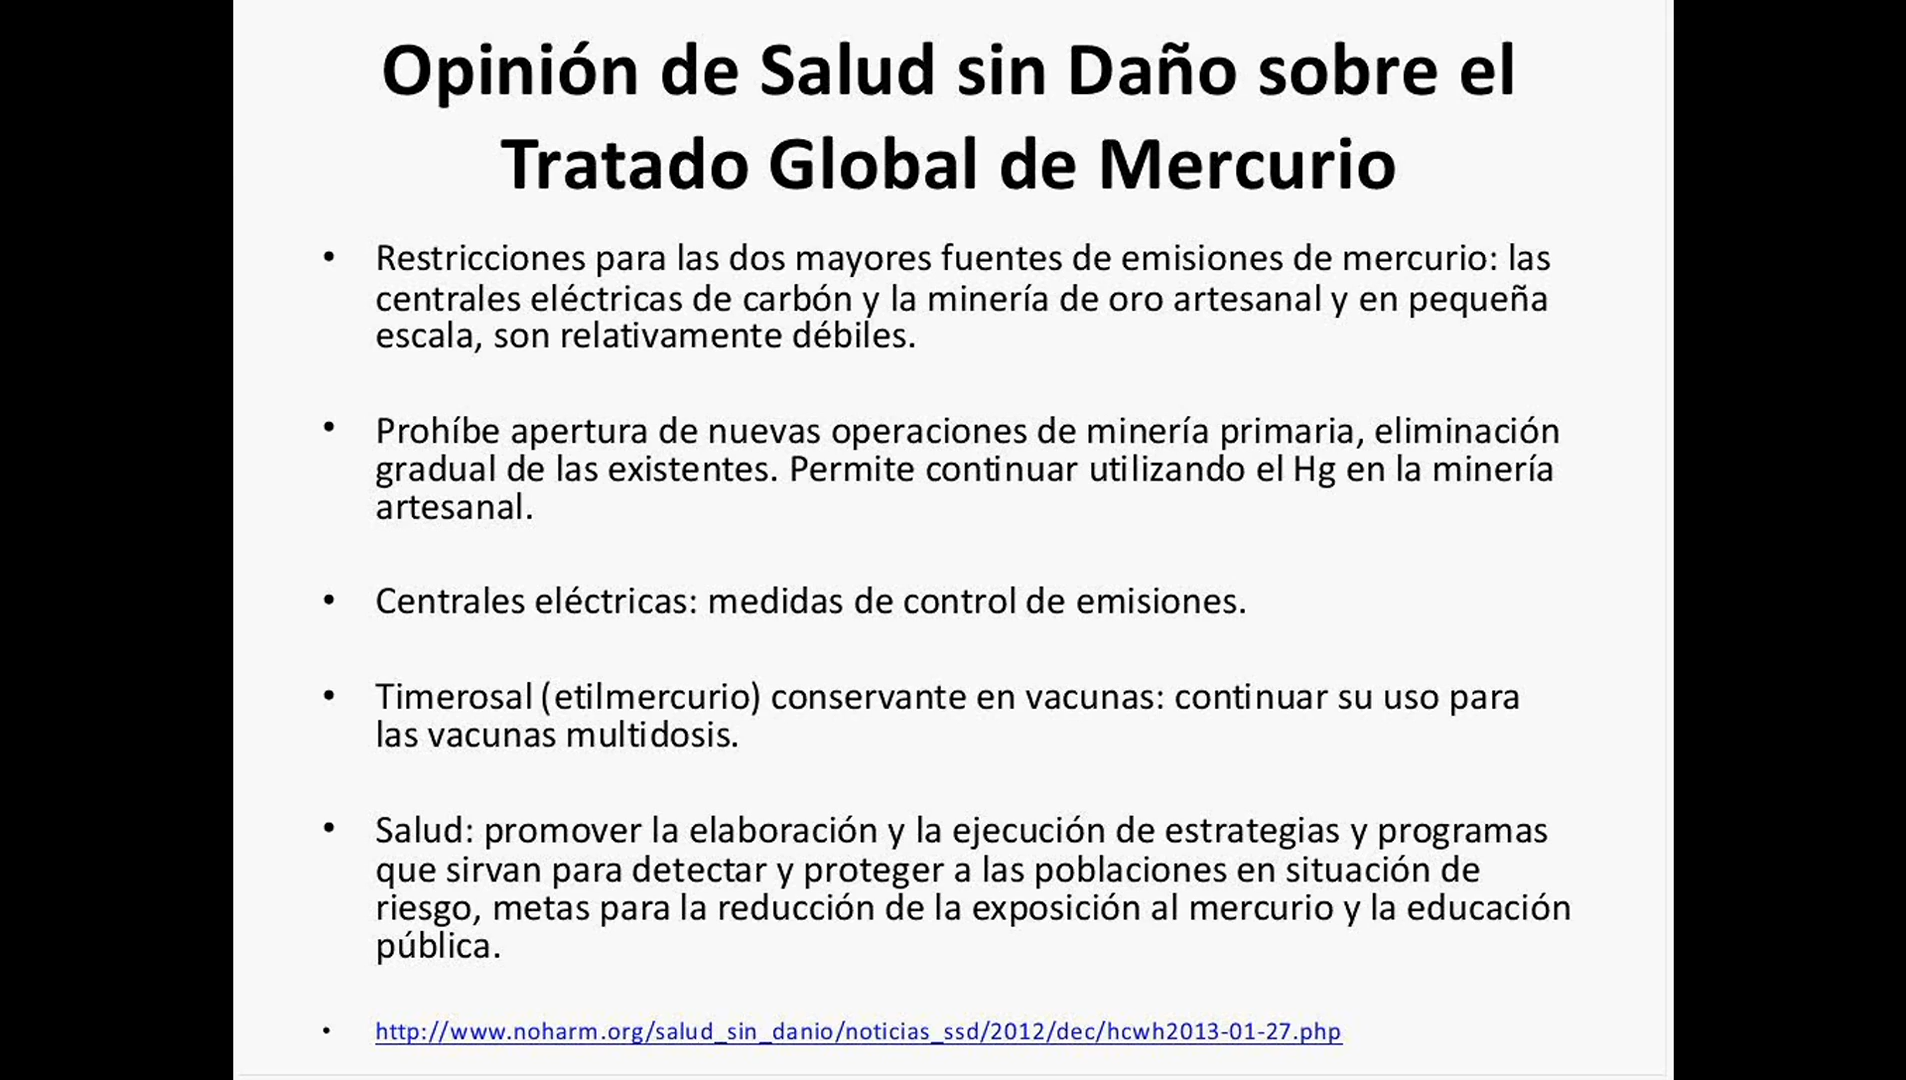 Opinión de Salud sin Daño sobre el
Tratado Global de Mercurio
• Restricciones para las dos mayores fuentes de emisiones de mercurio: las
centrales eléctricas de carbón y la minería de oro artesanal y en pequeña
escala, son relativamente débiles.
• Prohíbe apertura de nuevas operaciones de minería primaria, eliminación
gradual de las existentes. Permite continuar utilizando el Hg en la minería
artesanal.
• Centrales eléctricas: medidas de control de emisiones.
• Timerosal (etilmercurio) conservante en vacunas: continuar su uso para
las vacunas multidosis.
• Salud: promover la elaboración y la ejecución de estrategias y programas
que sirvan para detectar y proteger a las poblaciones en situación de
riesgo, metas para la reducción de la exposición al mercurio y la educación
pública.
• http://www.noharm.org/salud_sin_danio/noticias_ssd/2012/dec/hcwh2013-01-27.php